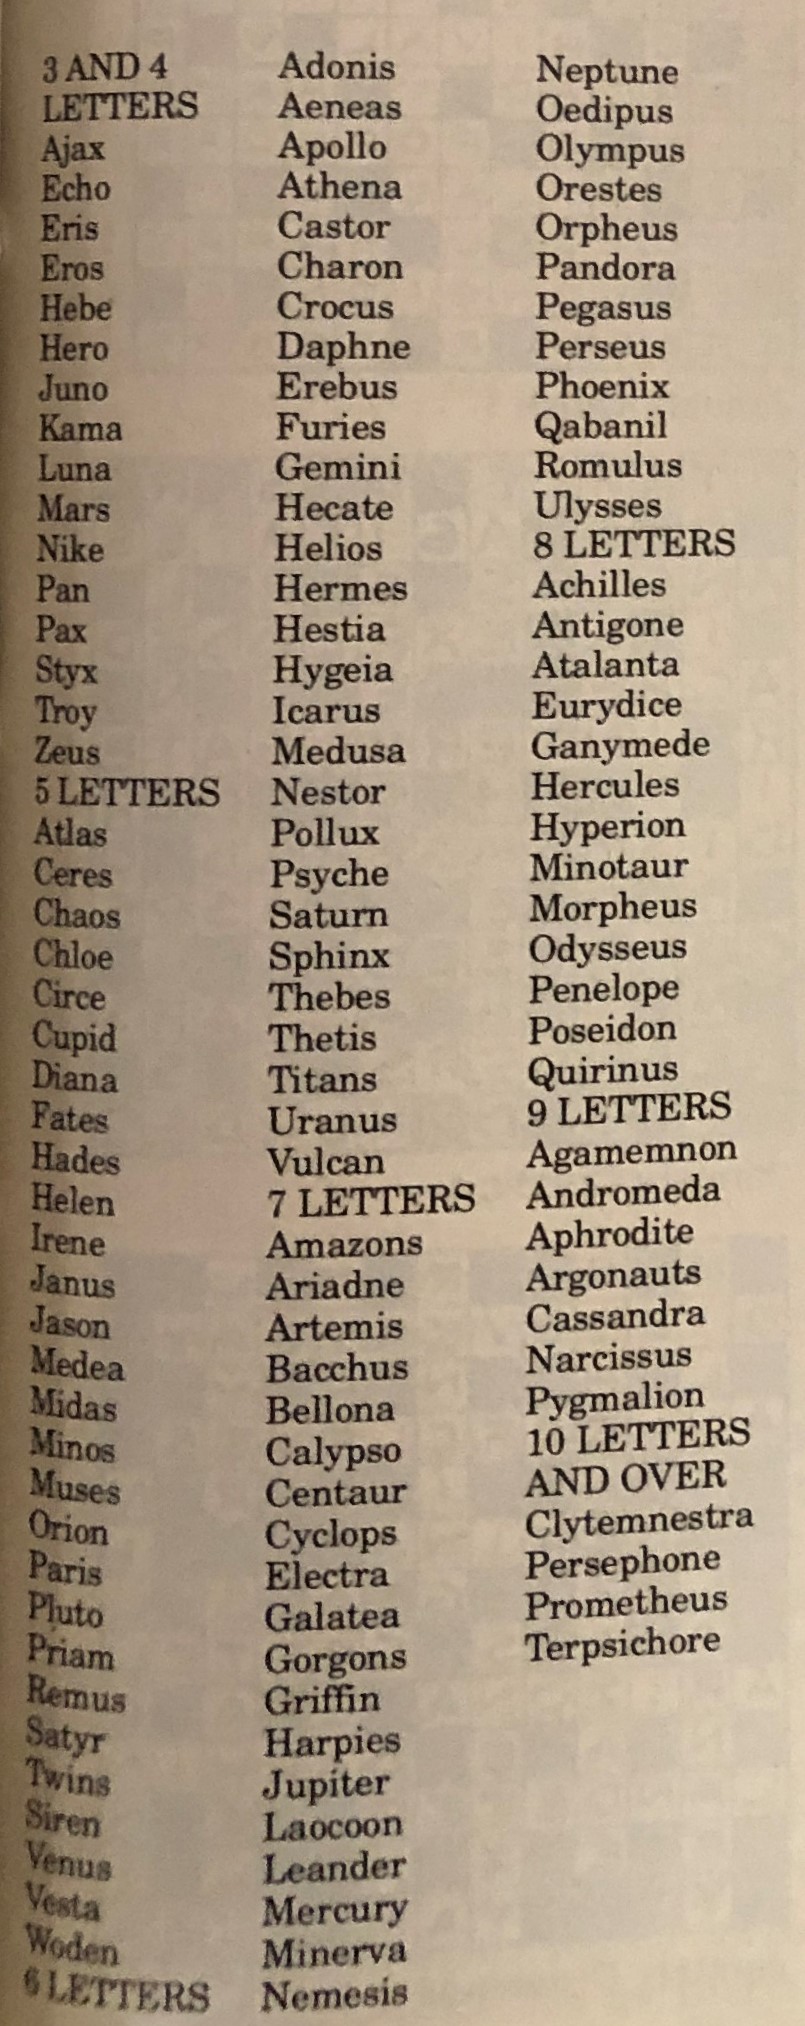 3 AND 4
LETTERS
Ajax
Echo
Eris
Eros
Hebe
Hero
Juno
Kama
Luna
Mars
Nike
Pan
Pax
Styx
Troy
Zeus
5 LETTERS
Atlas
Ceres
Chaos
Chloe
Circe
Cupid
Diana
Fates
Hades
Helen
Irene
Janus
Jason
Medea
Midas
Minos
Muses
Orion
Paris
Pluto
Priam
Remus
Satyr
Twins
Siren
Venus
Vesta
Woden
6 LETTERS
Adonis
Aeneas
Apollo
Athena
Castor
Charon
Crocus
Daphne
Erebus
Furies
Gemini
Hecate
Helios
Hermes
Hestia
Hygeia
Icarus
Medusa
Nestor
Pollux
Psyche
Saturn
Sphinx
Thebes
Thetis
Titans
Uranus
Vulcan
7 LETTERS
Amazons
Ariadne
Artemis
Bacchus
Bellona
Calypso
Centaur
Cyclops
Electra
Galatea
Gorgons
Griffin
Harpies
Jupiter
Laocoon
Leander
Mercury
Minerva
Nemesis
Neptune
Oedipus
Olympus
Orestes
Orpheus
Pandora
Pegasus
Perseus
Phoenix
Qabanil
Romulus
Ulysses
8 LETTERS
Achilles
Antigone
Atalanta
Eurydice
Ganymede
Hercules
Hyperion
Minotaur
Morpheus
Odysseus
Penelope
Poseidon
Quirinus
9 LETTERS
Agamemnon
Andromeda
Aphrodite
Argonauts
Cassandra
Narcissus
Pygmalion
10 LETTERS
AND OVER
Clytemnestra
Persephone
Prometheus
Terpsichore